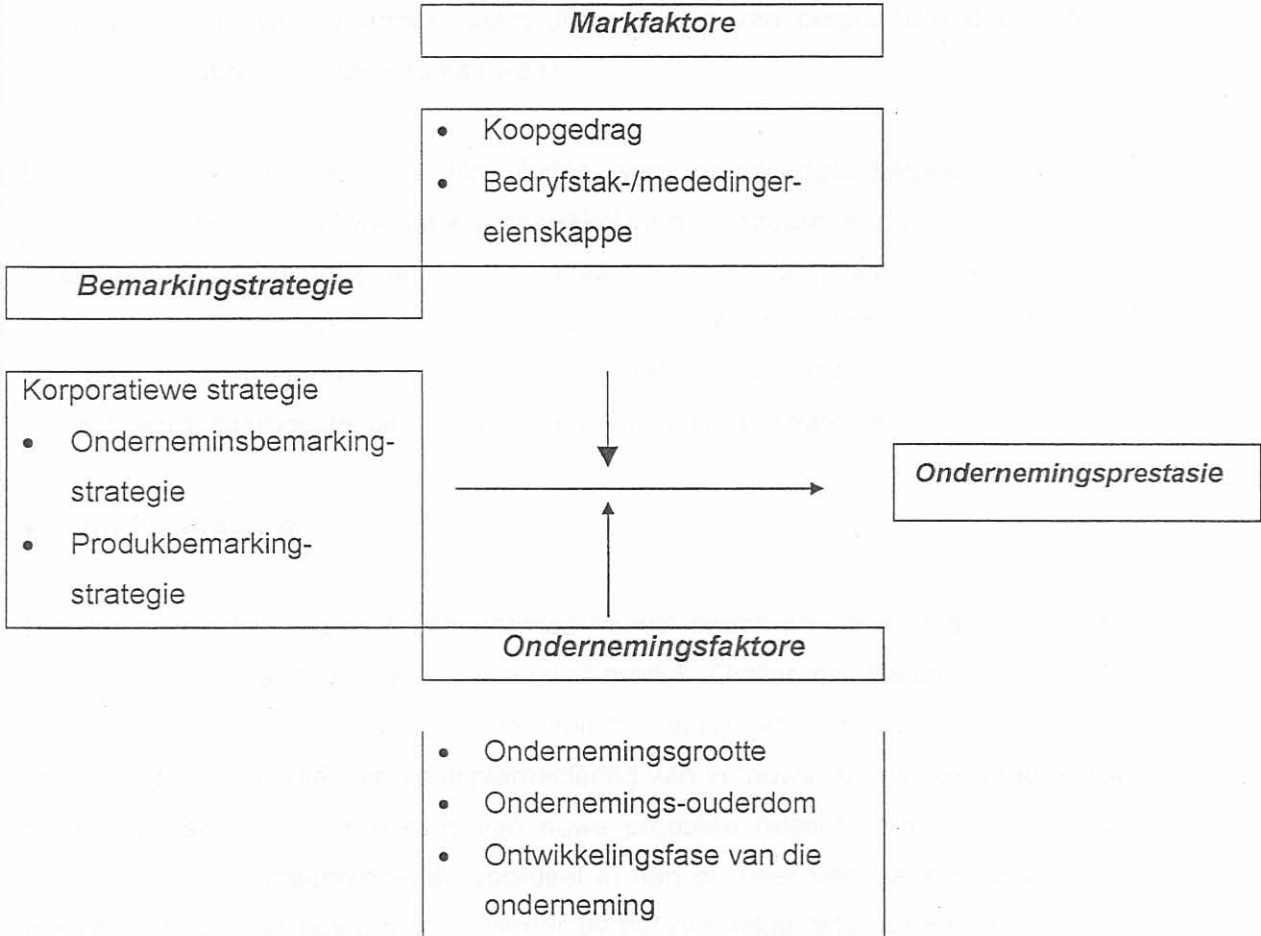 Markfaktore
• Koopgedrag
• Bedryfstak-/mededinger-
eienskappe
Bemarkingstrategie
Korporatiewe strategie
• Onderneminsbemarking-
strategie
• Produkbemarking-
strategie
Ondernemingsprestasie
Ondernemingsfaktore
• Ondernemingsgrootte
• Ondernemings-ouderdom
• Ontwikkelingsfase van die
onderneming